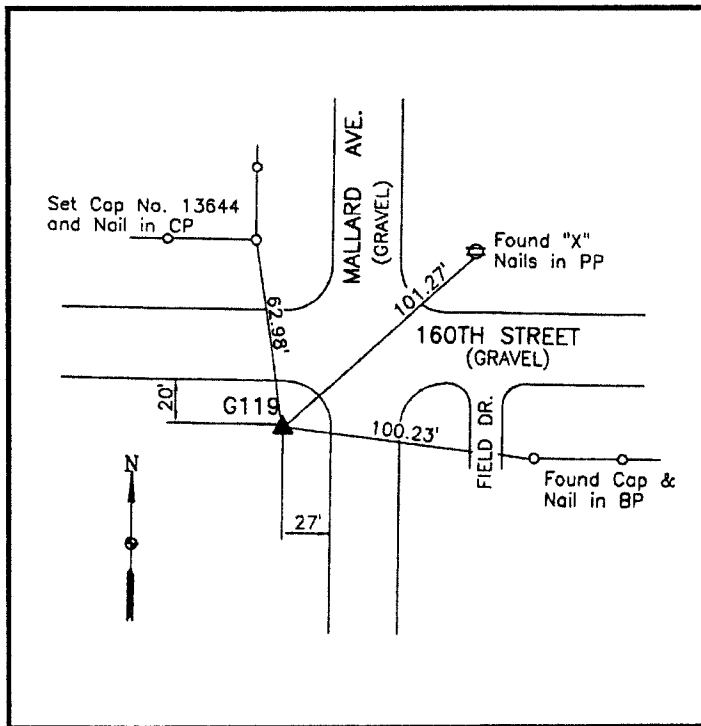 MALLARD AVE.
(GRAVEL)
Set Cap No. 13644
and Nail in CP
Found "X"
Nails in PP
101.27'
62.98'
160TH STREET
(GRAVEL)
20'
G119
100.23'
FIELD DR.
Found Cap &
Nail in BP
27'
N